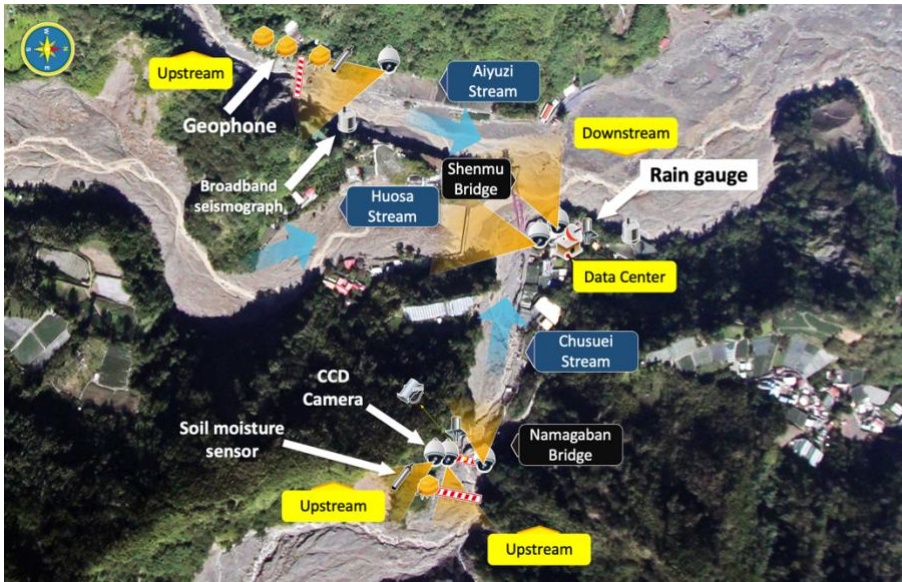 W
S
N
E
Upstream
Geophone
Broadband
seismograph
Aiyuzi
Stream
Downstream
Shenmu
Bridge
Rain gauge
Huosa
Stream
Data Center
Chusuei
Stream
CCD
Camera
Soil moisture
sensor
Namagaban
Bridge
Upstream
Upstream